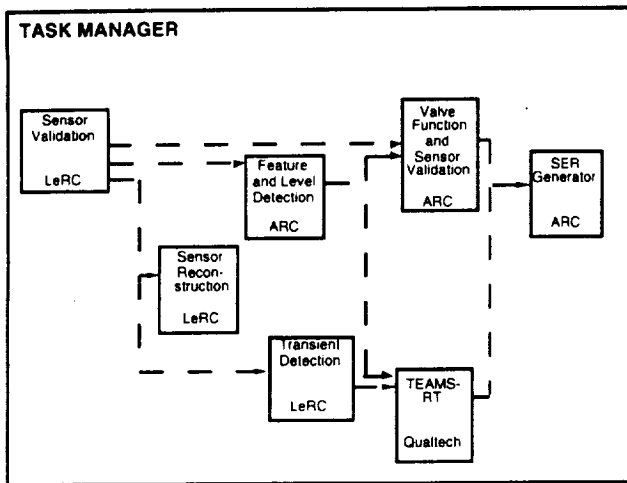 TASK MANAGER
Sensor
Validation
LeRC
Feature
and Level
Detection
ARC
Valve
Function
and
Sensor
Validation
ARC
SER
Generator
ARC
Sensor
Recon-
struction
LeRC
Transient
Detection
LeRC
TEAMS-
RT
Qualtech